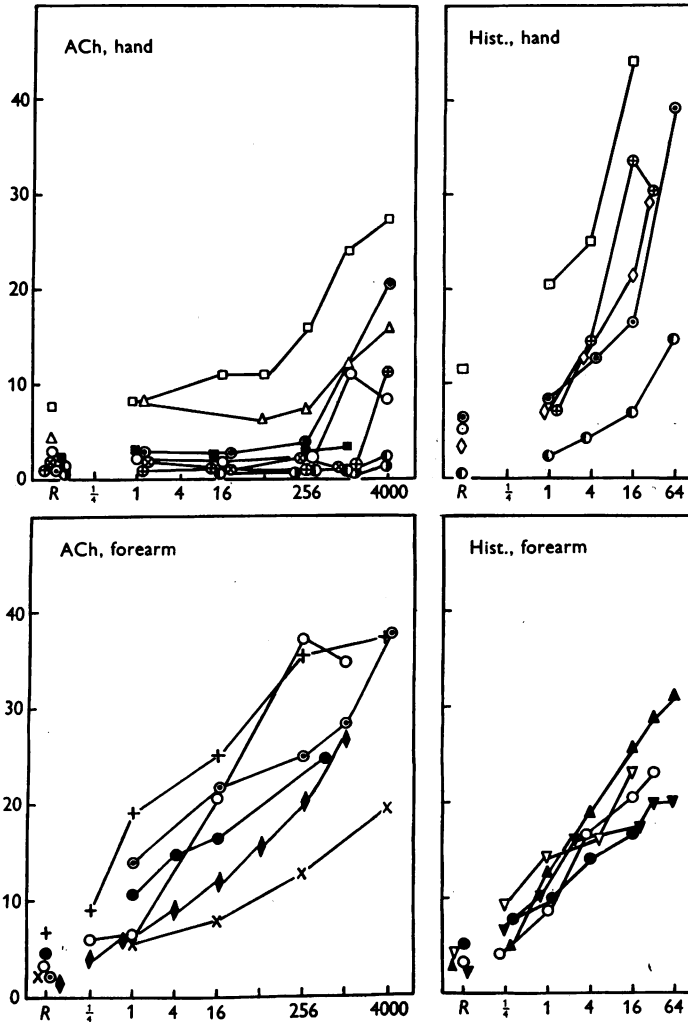 ACh, hand
Hist., hand
40
30
20
10
0
R ¼ 1 4 16 256 4000
R ¼ 1 4 16 64
ACh, forearm
Hist., forearm
40
30
20
10
0
R ¼ 1 4 16 256 4000
R ¼ 1 4 16 64